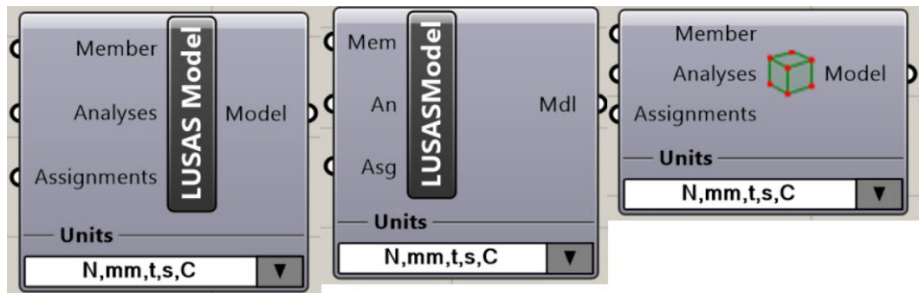 Member
Analyses
Assignments
LUSAS Model
Model
Units
N,mm,t,s,C
Mem
An
Asg
LUSASModel
Mdl
Units
N,mm,t,s,C
Member
Analyses
Assignments
Model
Units
N,mm,t,s,C